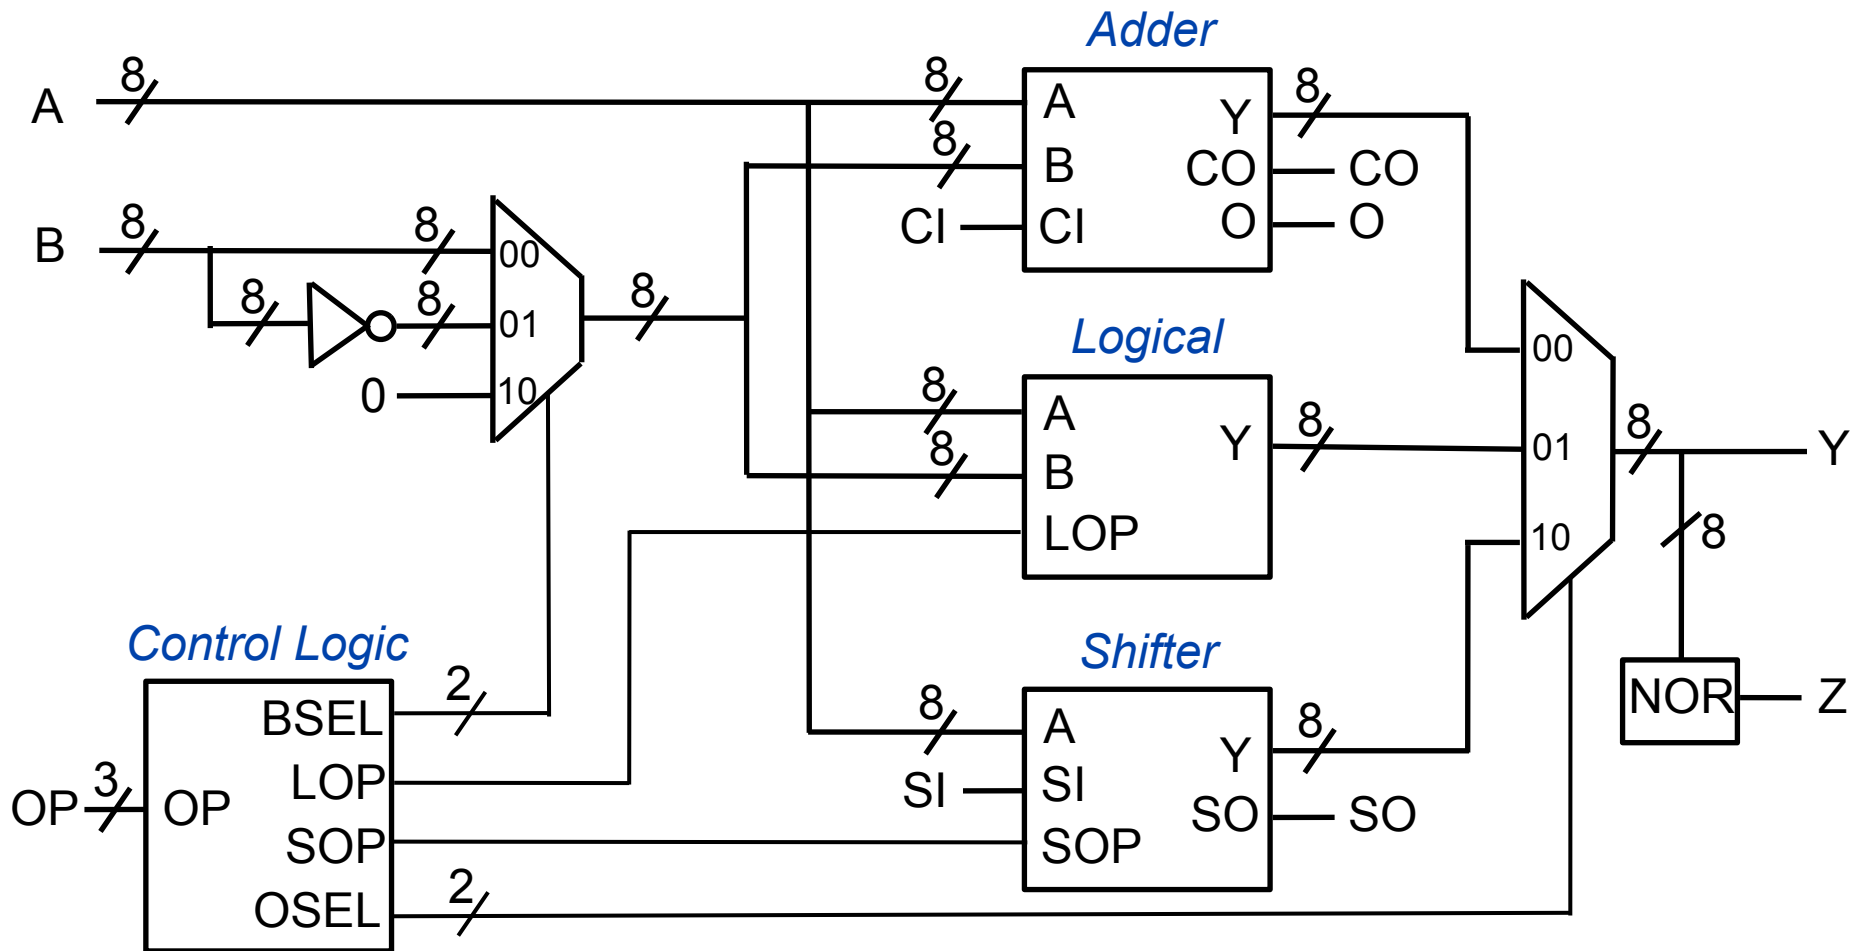 Adder
8
8
8
A
A
Y
8
B
CO
CO
CI
CI
O
O
8
8
B
00
8
8
01
8
0
10
Logical
00
8
A
8
8
Y
8
01
Y
B
LOP
10
8
Control Logic
Shifter
2
BSEL
NOR
Z
8
A
8
Y
3
LOP
OP
OP
SI
SI
SO
SO
SOP
SOP
2
OSEL